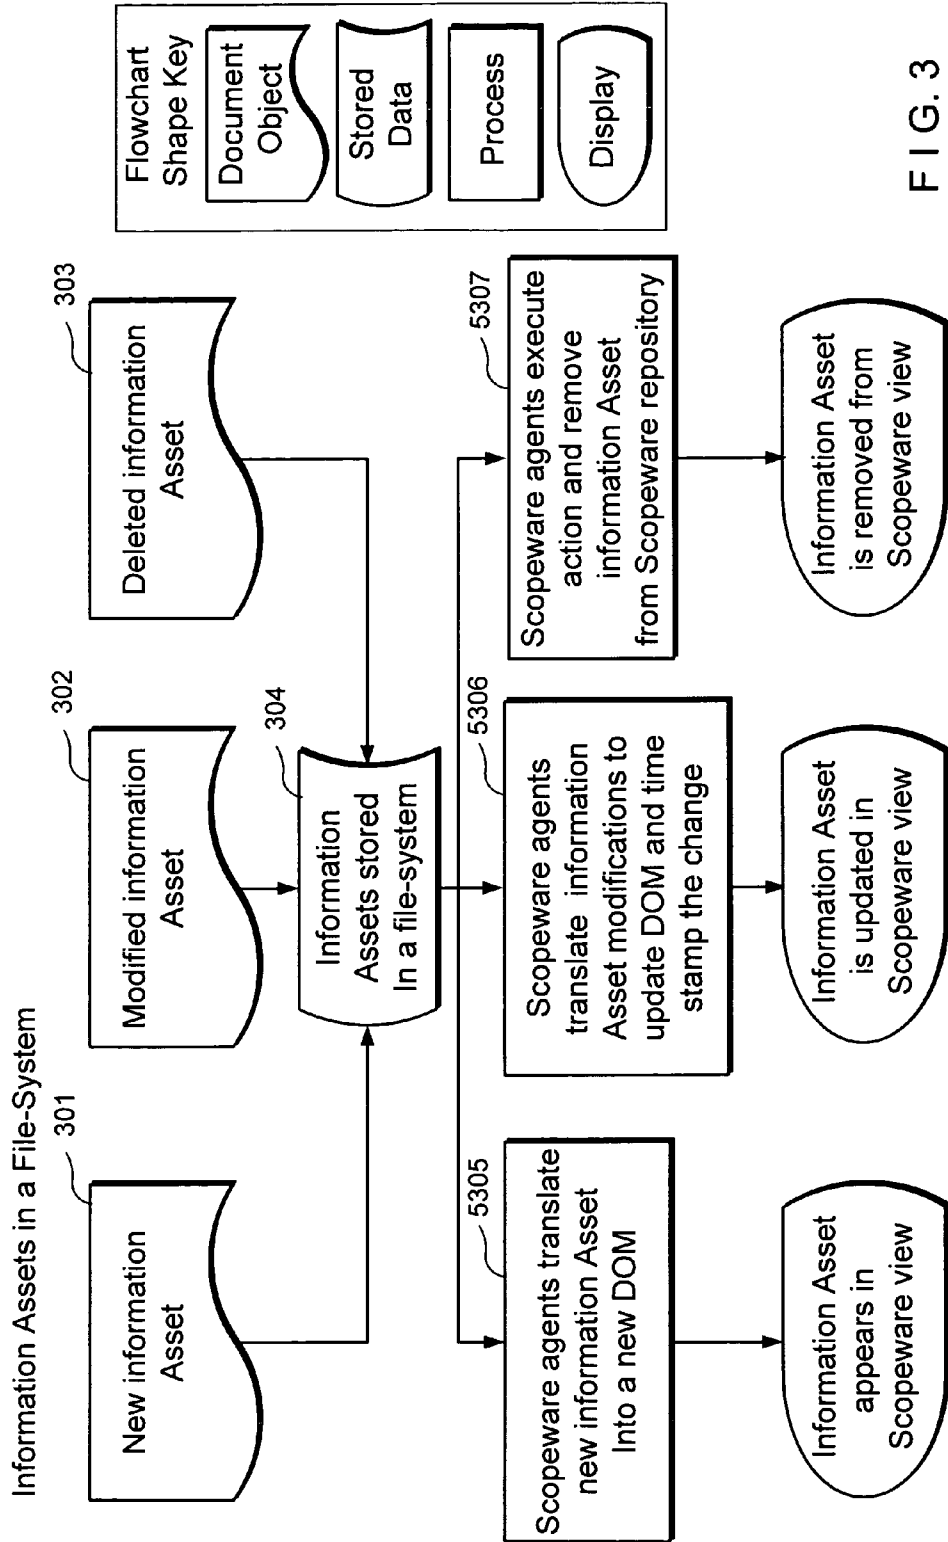 Information Assets in a File-System
301
New information
Asset
302
Modified information
Asset
303
Deleted information
Asset
304
Information
Assets stored
In a file-system
5305
Scopeware agents translate
new information Asset
Into a new DOM
5306
Scopeware agents
translate information
Asset modifications to
update DOM and time
stamp the change
5307
Scopeware agents execute
action and remove
information Asset
from Scopeware repository
Information Asset
appears in
Scopeware view
Information Asset
is updated in
Scopeware view
Information Asset
is removed from
Scopeware view
Flowchart
Shape Key
Document
Object
Stored
Data
Process
Display
F I G. 3